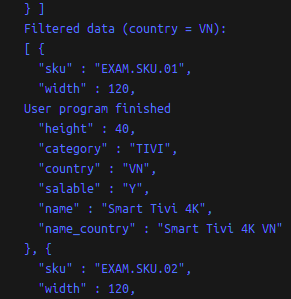 } ]
Filtered data (country = VN):
[ {
"sku" : "EXAM.SKU.01",
"width" : 120,
User program finished
"height" : 40,
"category" : "TIVI",
"country" : "VN",
"salable" : "Y",
"name" : "Smart Tivi 4K",
"name_country" : "Smart Tivi 4K VN"
}, {
"sku" : "EXAM.SKU.02",
"width" : 120,